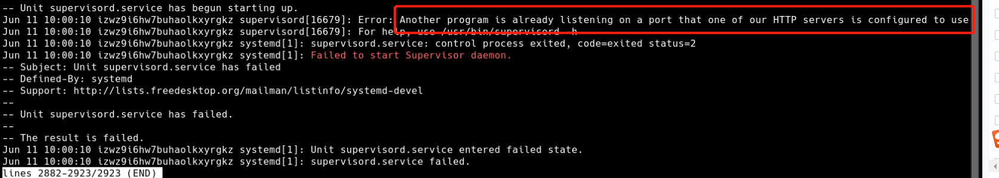 -- Unit supervisord.service has begun starting up.
Jun 11 10:00:10 izwz9i6hw7buhaolkxyrgkz supervisord[16679]: Error: Another program is already listening on a port that one of our HTTP servers is configured to use
Jun 11 10:00:10 izwz9i6hw7buhaolkxyrgkz supervisord[16679]: For help, use /usr/bin/supervisord -h
Jun 11 10:00:10 izwz9i6hw7buhaolkxyrgkz systemd[1]: supervisord.service: control process exited, code=exited status=2
Jun 11 10:00:10 izwz9i6hw7buhaolkxyrgkz systemd[1]: Failed to start Supervisor daemon.
-- Subject: Unit supervisord.service has failed
-- Defined-By: systemd
-- Support: http://lists.freedesktop.org/mailman/listinfo/systemd-devel
--
-- Unit supervisord.service has failed.
--
-- The result is failed.
Jun 11 10:00:10 izwz9i6hw7buhaolkxyrgkz systemd[1]: Unit supervisord.service entered failed state.
Jun 11 10:00:10 izwz9i6hw7buhaolkxyrgkz systemd[1]: supervisord.service failed.
lines 2882-2923/2923 (END)